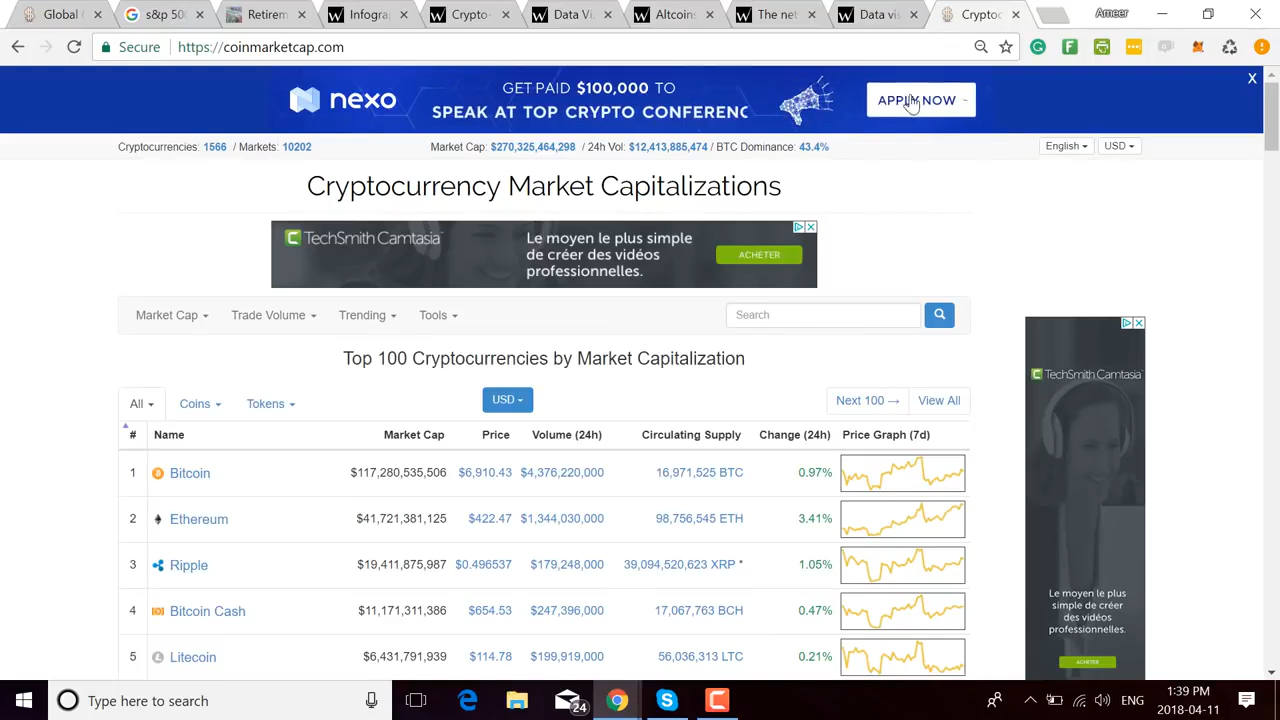 Global (
s&p 50(
Retirem
Infograp
Crypto-
Data Vi
Altcoins
The net
Data vis
Cryptoc
Ameer
Secure
https://coinmarketcap.com
nexo
GET PAID $100,000 TO
SPEAK AT TOP CRYPTO CONFERENC
APPLY NOW
X
Cryptocurrencies: 1566 / Markets: 10202
Market Cap: $270,325,464,298 / 24h Vol: $12,413,885,474 / BTC Dominance: 43.4%
English
USD
Cryptocurrency Market Capitalizations
TechSmith Camtasia
Le moyen le plus simple
de créer des vidéos
professionnelles.
ACHETER
Market Cap
Trade Volume
Trending
Tools
Search
Top 100 Cryptocurrencies by Market Capitalization
All
Coins
Tokens
USD
Next 100 →
View All
# Name Market Cap Price Volume (24h) Circulating Supply Change (24h) Price Graph (7d)
1 Bitcoin $117,280,535,506 $6,910.43 $4,376,220,000 16,971,525 BTC 0.97%
2 Ethereum $41,721,381,125 $422.47 $1,344,030,000 98,756,545 ETH 3.41%
3 Ripple $19,411,875,987 $0.496537 $179,248,000 39,094,520,623 XRP * 1.05%
4 Bitcoin Cash $11,171,311,386 $654.53 $247,396,000 17,067,763 BCH 0.47%
5 Litecoin $6,431,791,939 $114.78 $199,919,000 56,036,313 LTC 0.21%
TechSmith Camtasia
Le moyen le plus
simple de créer
des vidéos
professionnelles.
ACHETER
Type here to search
24
ENG
1:39 PM
2018-04-11